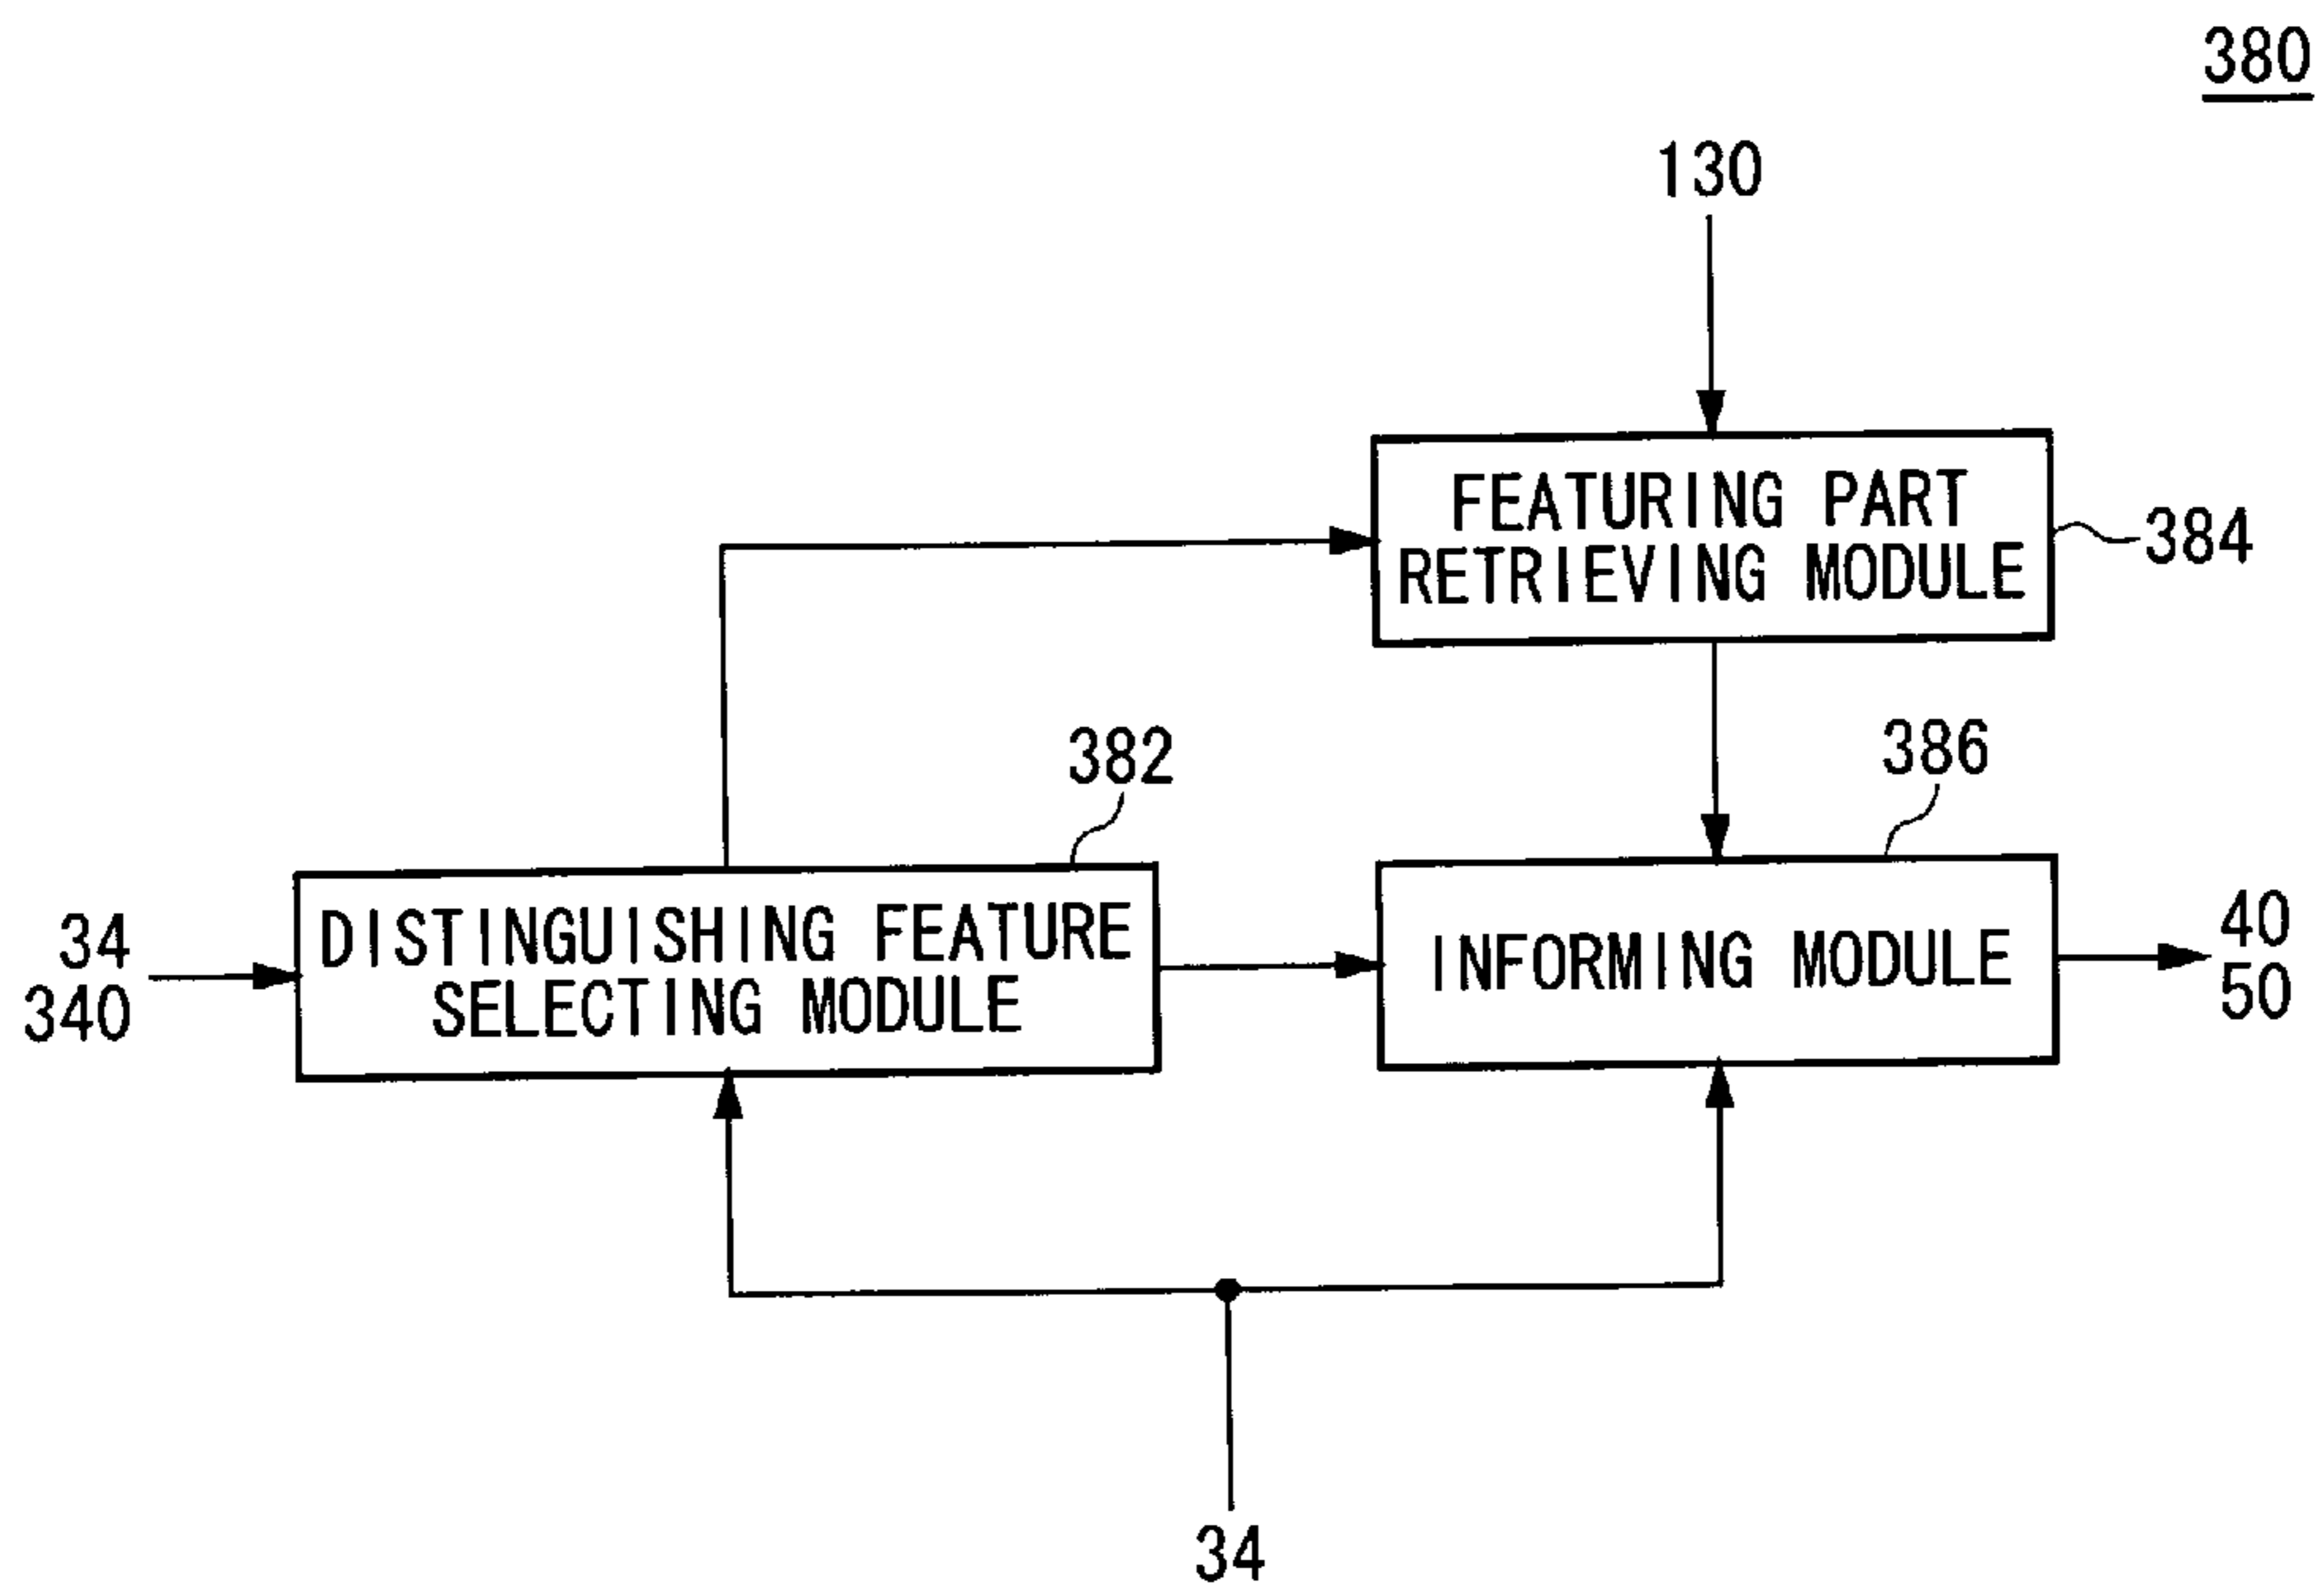 380
130
FEATURING PART
RETRIEVING MODULE
384
382
386
34
340
DISTINGUISHING FEATURE
SELECTING MODULE
INFORMING MODULE
40
50
34